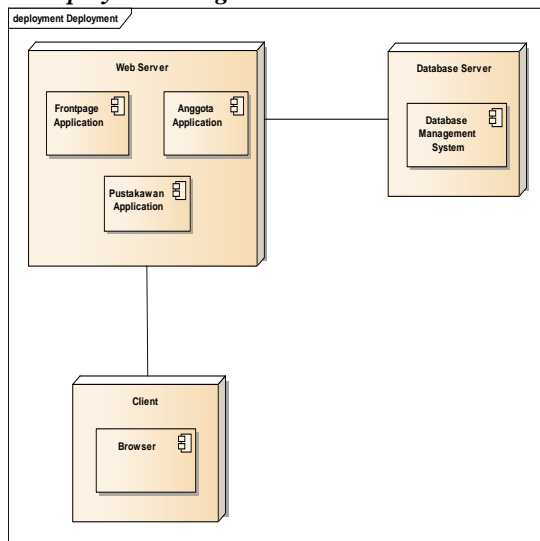 deployment Deployment
Web Server
Frontpage
Application
Anggota
Application
Pustakawan
Application
Database Server
Database
Management
System
Client
Browser